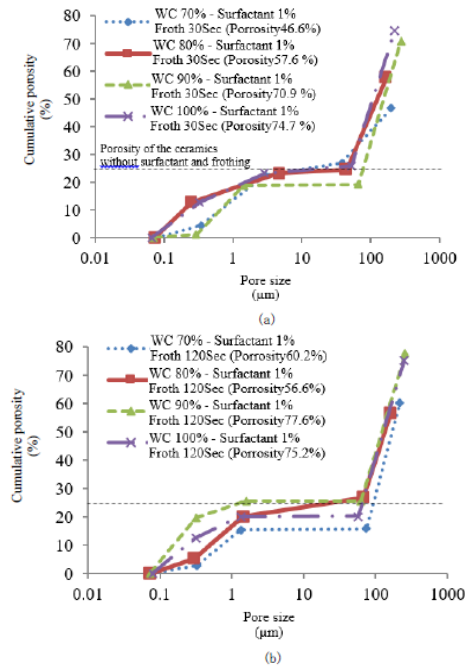 80
70
60
50
40
30
20
10
0
Cumulative porosity
(%)
WC 70% - Surfactant 1%
Froth 30Sec (Porosity46.6%)
WC 80% - Surfactant 1%
Froth 30Sec (Porosity57.6 %)
WC 90% - Surfactant 1%
Froth 30Sec (Porosity70.9 %)
WC 100% - Surfactant 1%
Froth 30Sec (Porosity74.7 %)
Porosity of the ceramics
without surfactant and frothing
0.01 0.1 1 10 100 1000
Pore size
(μm)
(a)
80
70
60
50
40
30
20
10
0
Cumulative porosity
(%)
WC 70% - Surfactant 1%
Froth 120Sec (Porosity60.2%)
WC 80% - Surfactant 1%
Froth 120Sec (Porosity56.6%)
WC 90% - Surfactant 1%
Froth 120Sec (Porosity77.6%)
WC 100% - Surfactant 1%
Froth 120Sec (Porosity75.2%)
0.01 0.1 1 10 100 1000
Pore size
(μm)
(b)